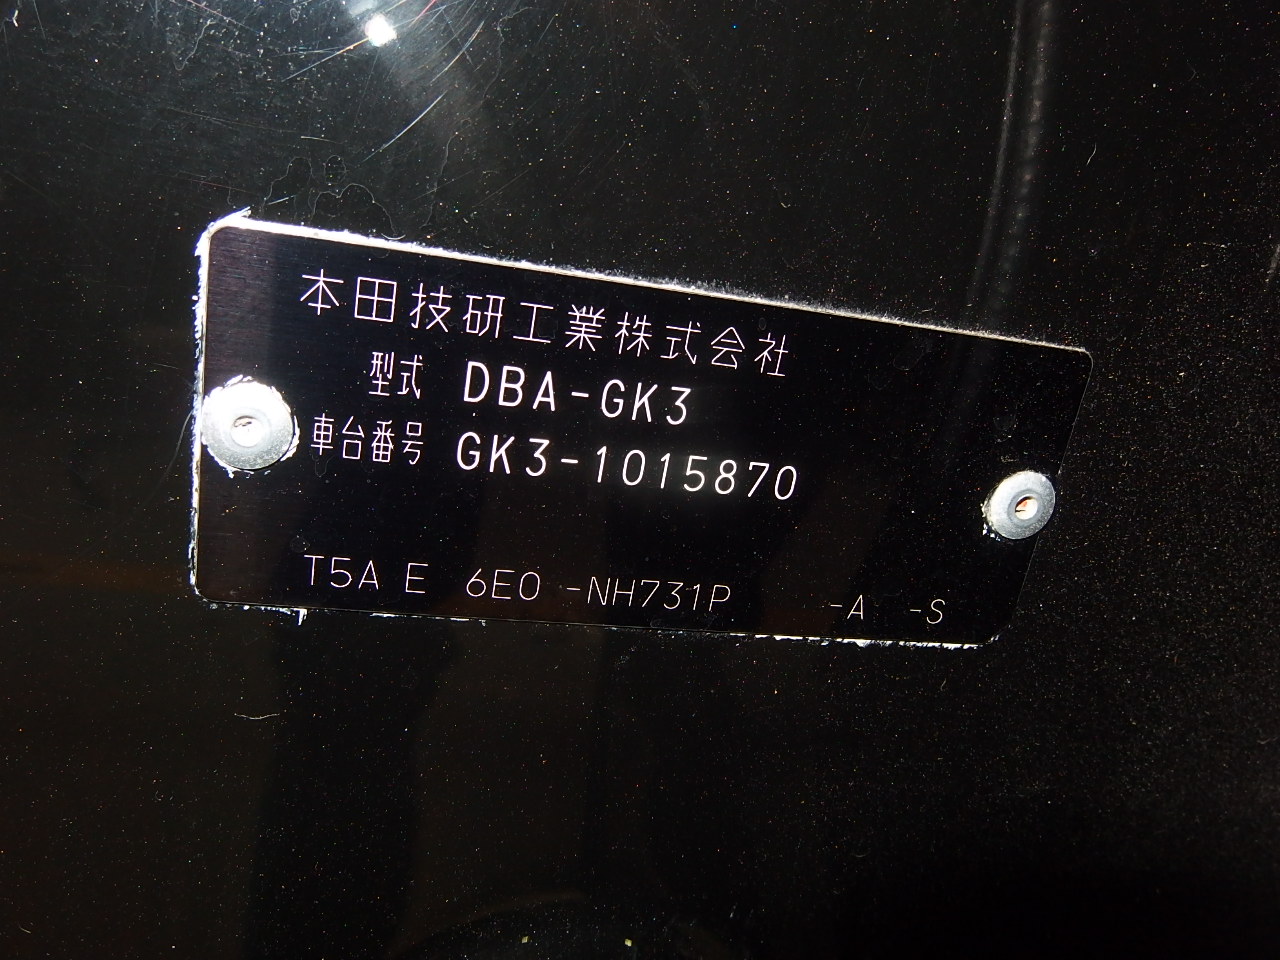 本田技研工業株式会社
型式 DBA-GK3
車台番号 GK3-1015870
T5A E 6E0 -NH731P -A -S